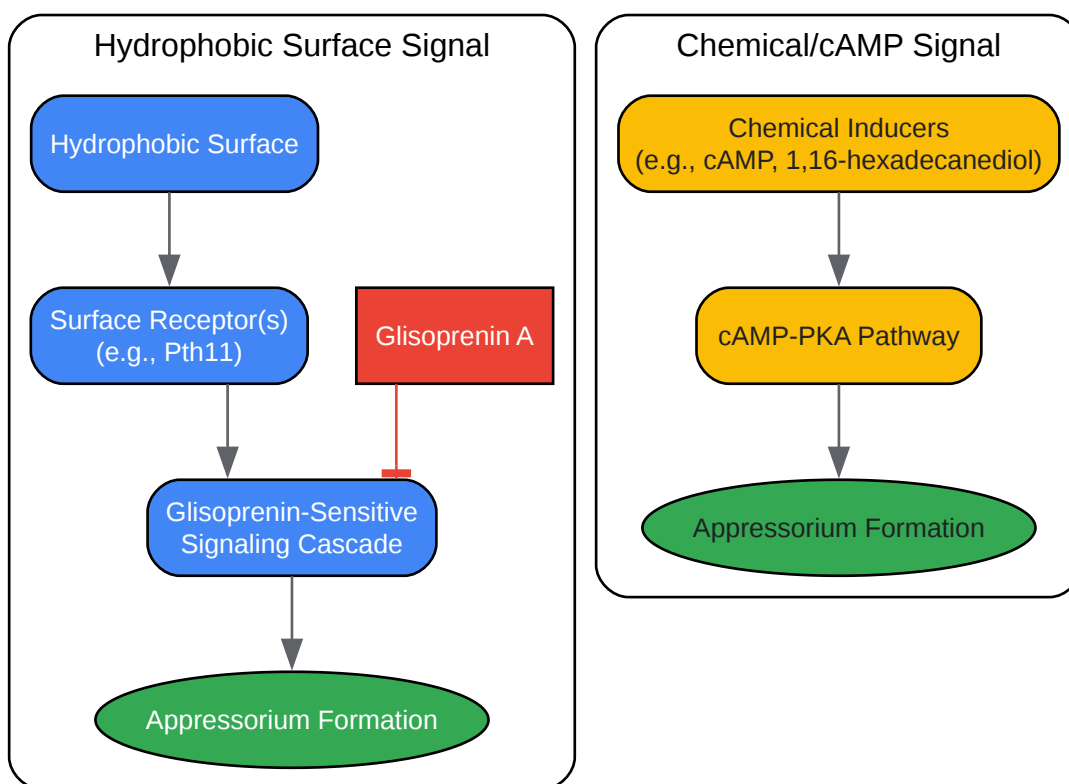 Hydrophobic Surface Signal
Hydrophobic Surface
Surface Receptor(s)
(e.g., Pth11)
Glisoprenin A
Glisoprenin-Sensitive
Signaling Cascade
Appressorium Formation
Chemical/cAMP Signal
Chemical Inducers
(e.g., cAMP, 1,16-hexadecanediol)
cAMP-PKA Pathway
Appressorium Formation